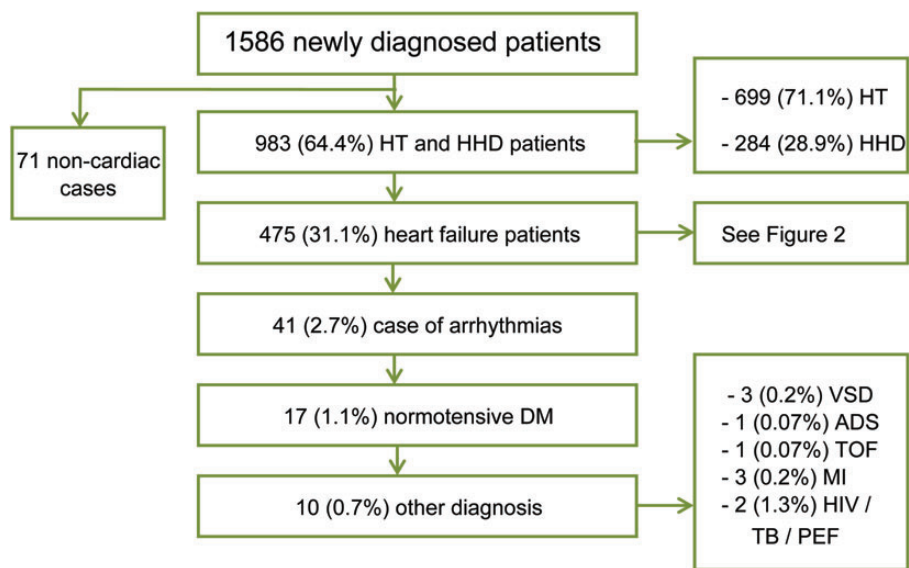 1586 newly diagnosed patients
71 non-cardiac
cases
983 (64.4%) HT and HHD patients
- 699 (71.1%) HT
- 284 (28.9%) HHD
475 (31.1%) heart failure patients
See Figure 2
41 (2.7%) case of arrhythmias
17 (1.1%) normotensive DM
10 (0.7%) other diagnosis
- 3 (0.2%) VSD
- 1 (0.07%) ADS
- 1 (0.07%) TOF
- 3 (0.2%) MI
- 2 (1.3%) HIV /
TB / PEF